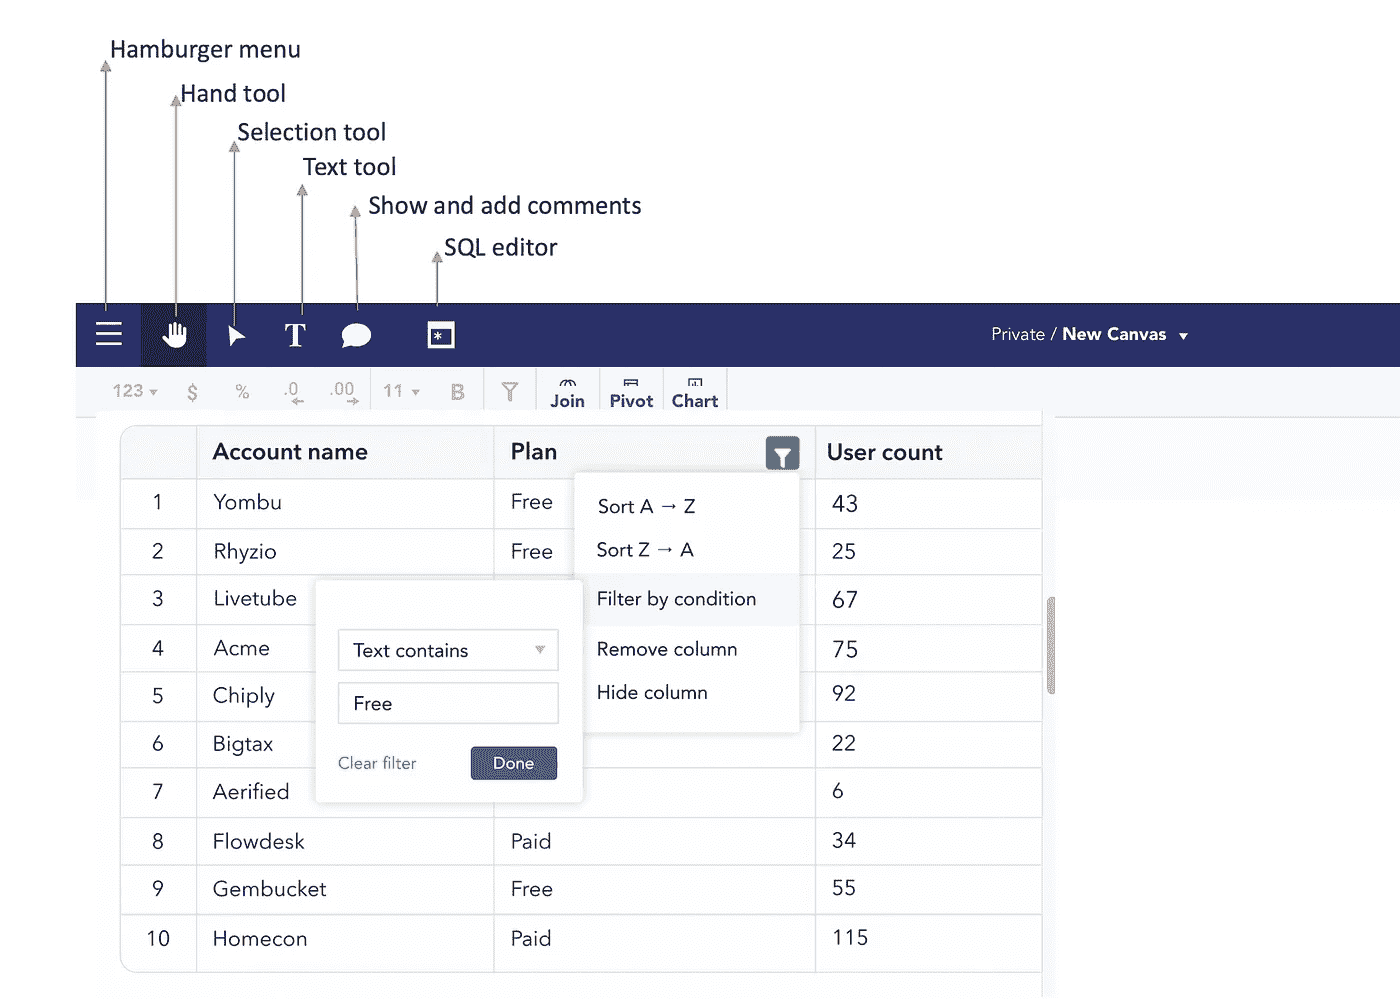 Hamburger menu
Hand tool
Selection tool
Text tool
Show and add comments
SQL editor
T * Private / New Canvas
123 $ % .0 .00 11 B Join Pivot Chart
Account name Plan User count
1 Yombu Free 43
Sort A → Z
2 Rhyzio Free 25
Sort Z → A
3 Livetube 67
Filter by condition
4 Acme 75
Text contains
Remove column
5 Chiply 92
Free
Hide column
6 Bigtax 22
Clear filter Done
7 Aerified 6
8 Flowdesk Paid 34
9 Gembucket Free 55
10 Homecon Paid 115